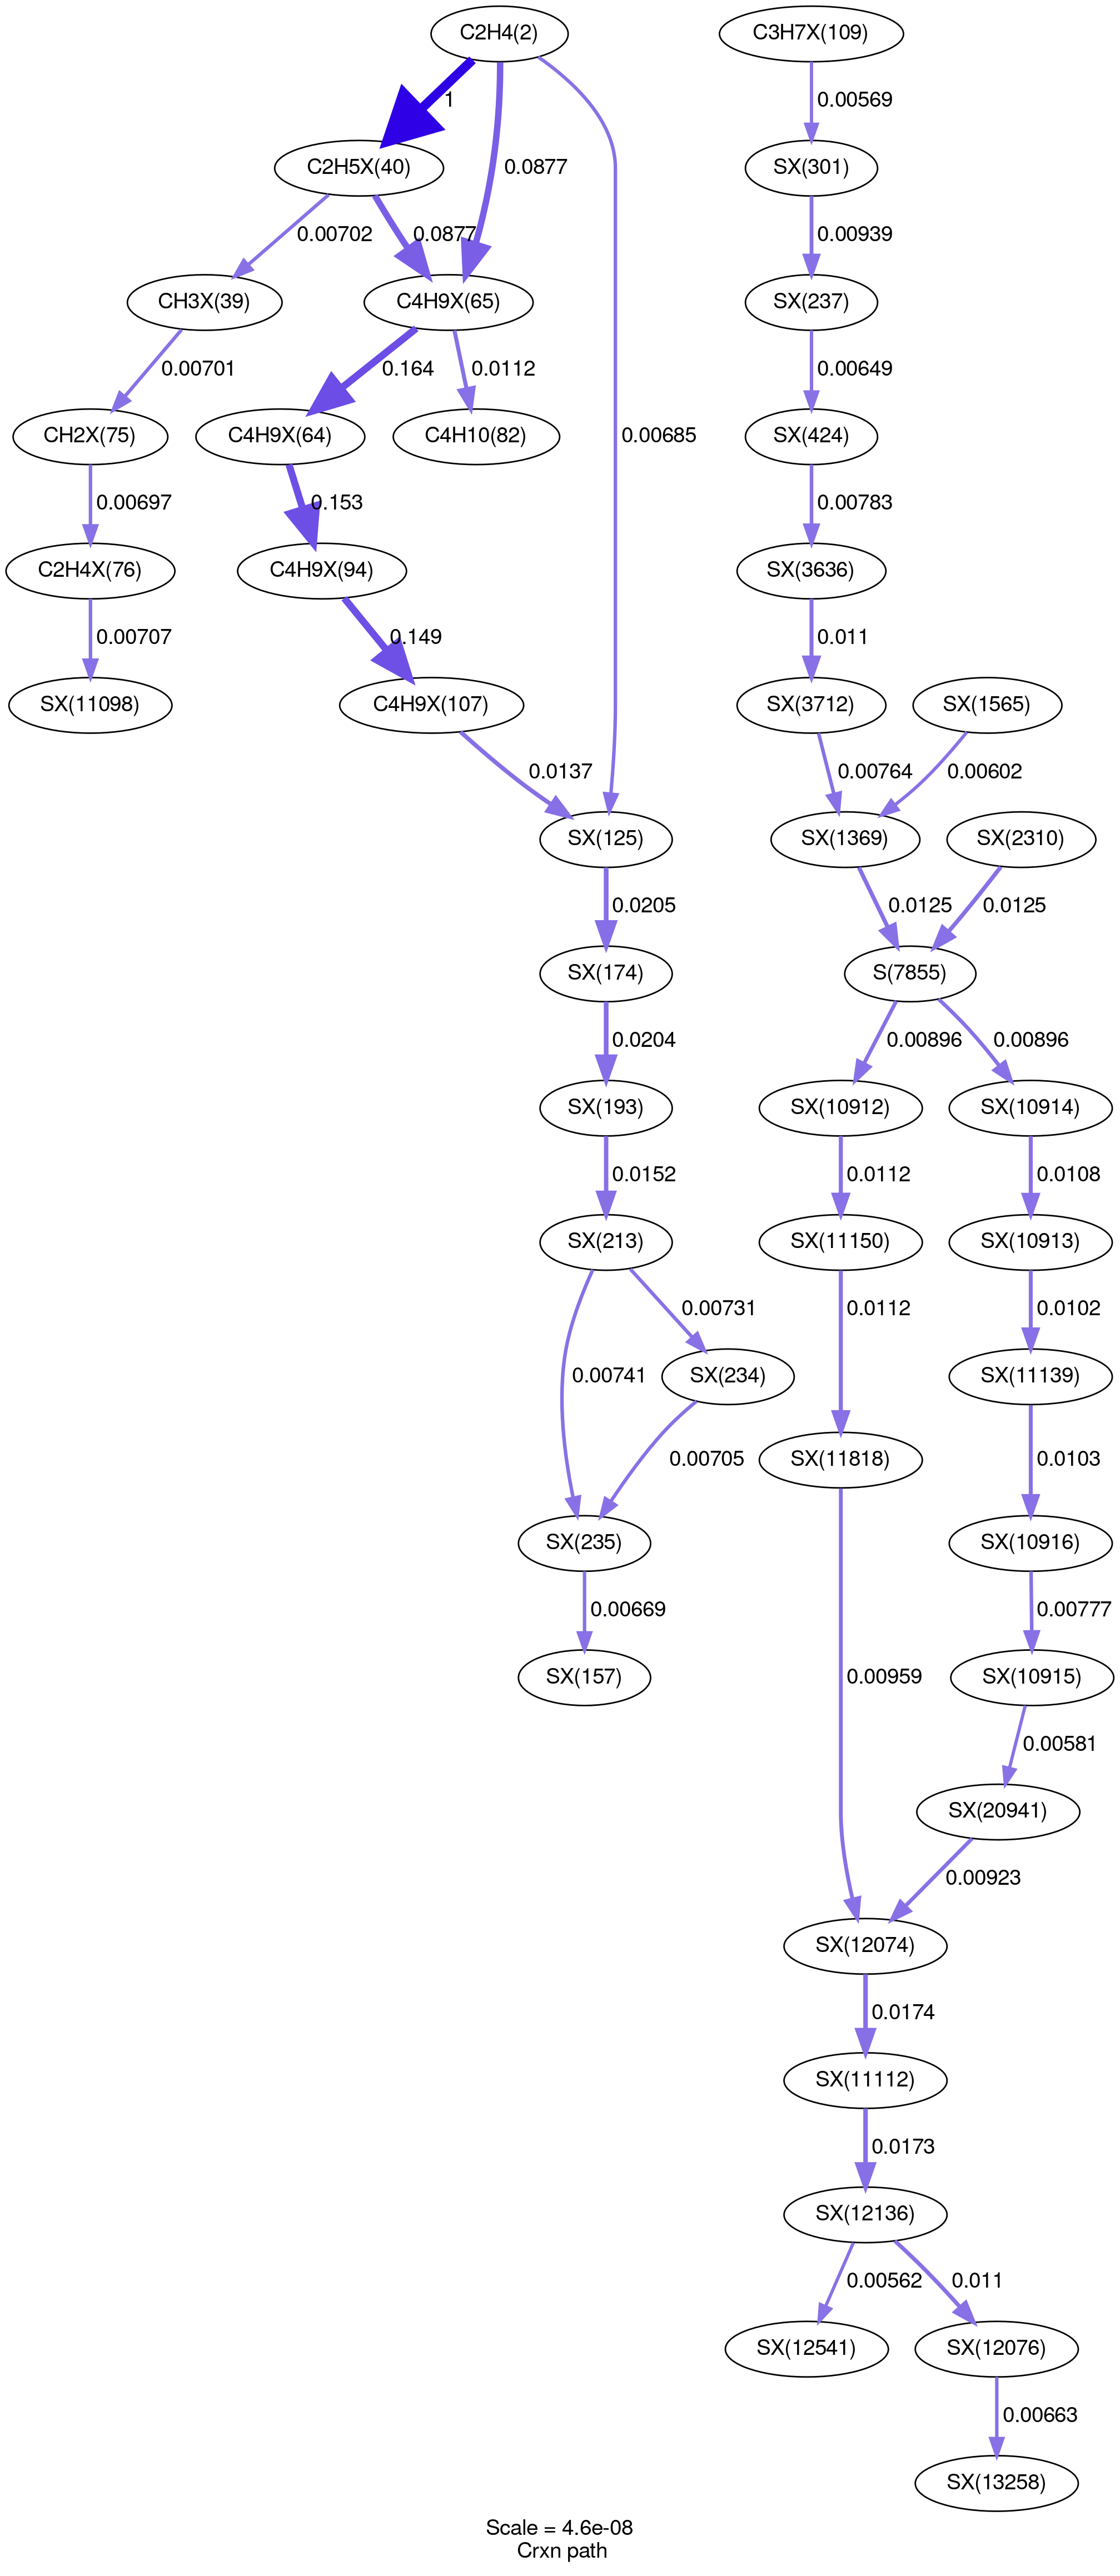 C2H4(2)
C3H7X(109)
1
0.00569
C2H5X(40)
SX(301)
0.0877
0.00702
0.0877
0.00939
CH3X(39)
C4H9X(65)
SX(237)
0.00701
0.164
0.0112
0.00649
CH2X(75)
C4H9X(64)
C4H10(82)
0.00685
SX(424)
0.00697
0.153
0.00783
C2H4X(76)
C4H9X(94)
SX(3636)
0.00707
0.149
0.011
SX(11098)
C4H9X(107)
SX(3712)
SX(1565)
0.0137
0.00764
0.00602
SX(125)
SX(1369)
SX(2310)
0.0205
0.0125
0.0125
SX(174)
S(7855)
0.0204
0.00896
0.00896
SX(193)
SX(10912)
SX(10914)
0.0152
0.0112
0.0108
SX(213)
SX(11150)
SX(10913)
0.00731
0.0112
0.0102
0.00741
SX(234)
SX(11139)
0.00705
SX(11818)
0.0103
SX(235)
SX(10916)
0.00669
0.00777
SX(157)
0.00959
SX(10915)
0.00581
SX(20941)
0.00923
SX(12074)
0.0174
SX(11112)
0.0173
SX(12136)
0.00562
0.011
SX(12541)
SX(12076)
0.00663
SX(13258)
Scale = 4.6e-08
Crxn path